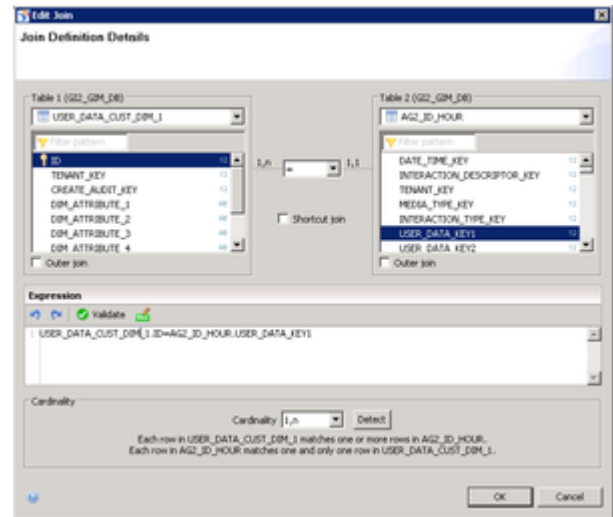 Edit Join
Join Definition Details
Table 1 (GI2_GIM_DB)
USER_DATA_CUST_DIM_1
Filter pattern
ID
TENANT_KEY
CREATE_AUDIT_KEY
DIM_ATTRIBUTE_1
DIM_ATTRIBUTE_2
DIM_ATTRIBUTE_3
DIM_ATTRIBUTE_4
Outer join
1,n
=
1,1
Shortcut join
Table 2 (GI2_GIM_DB)
AG2_ID_HOUR
Filter pattern
DATE_TIME_KEY
INTERACTION_DESCRIPTOR_KEY
TENANT_KEY
MEDIA_TYPE_KEY
INTERACTION_TYPE_KEY
USER_DATA_KEY1
USER_DATA_KEY2
Outer join
Expression
Validate
1 USER_DATA_CUST_DIM_1.ID=AG2_ID_HOUR.USER_DATA_KEY1
Cardinality
Cardinality 1,n Detect
Each row in USER_DATA_CUST_DIM_1 matches one or more rows in AG2_ID_HOUR.
Each row in AG2_ID_HOUR matches one and only one row in USER_DATA_CUST_DIM_1.
OK Cancel